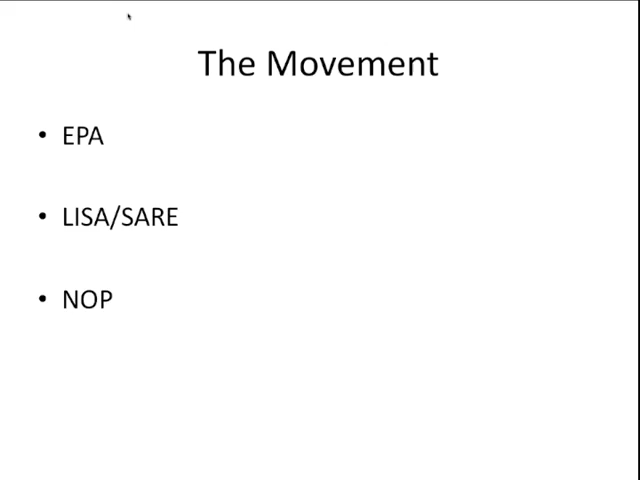 The Movement
• EPA
• LISA/SARE
• NOP